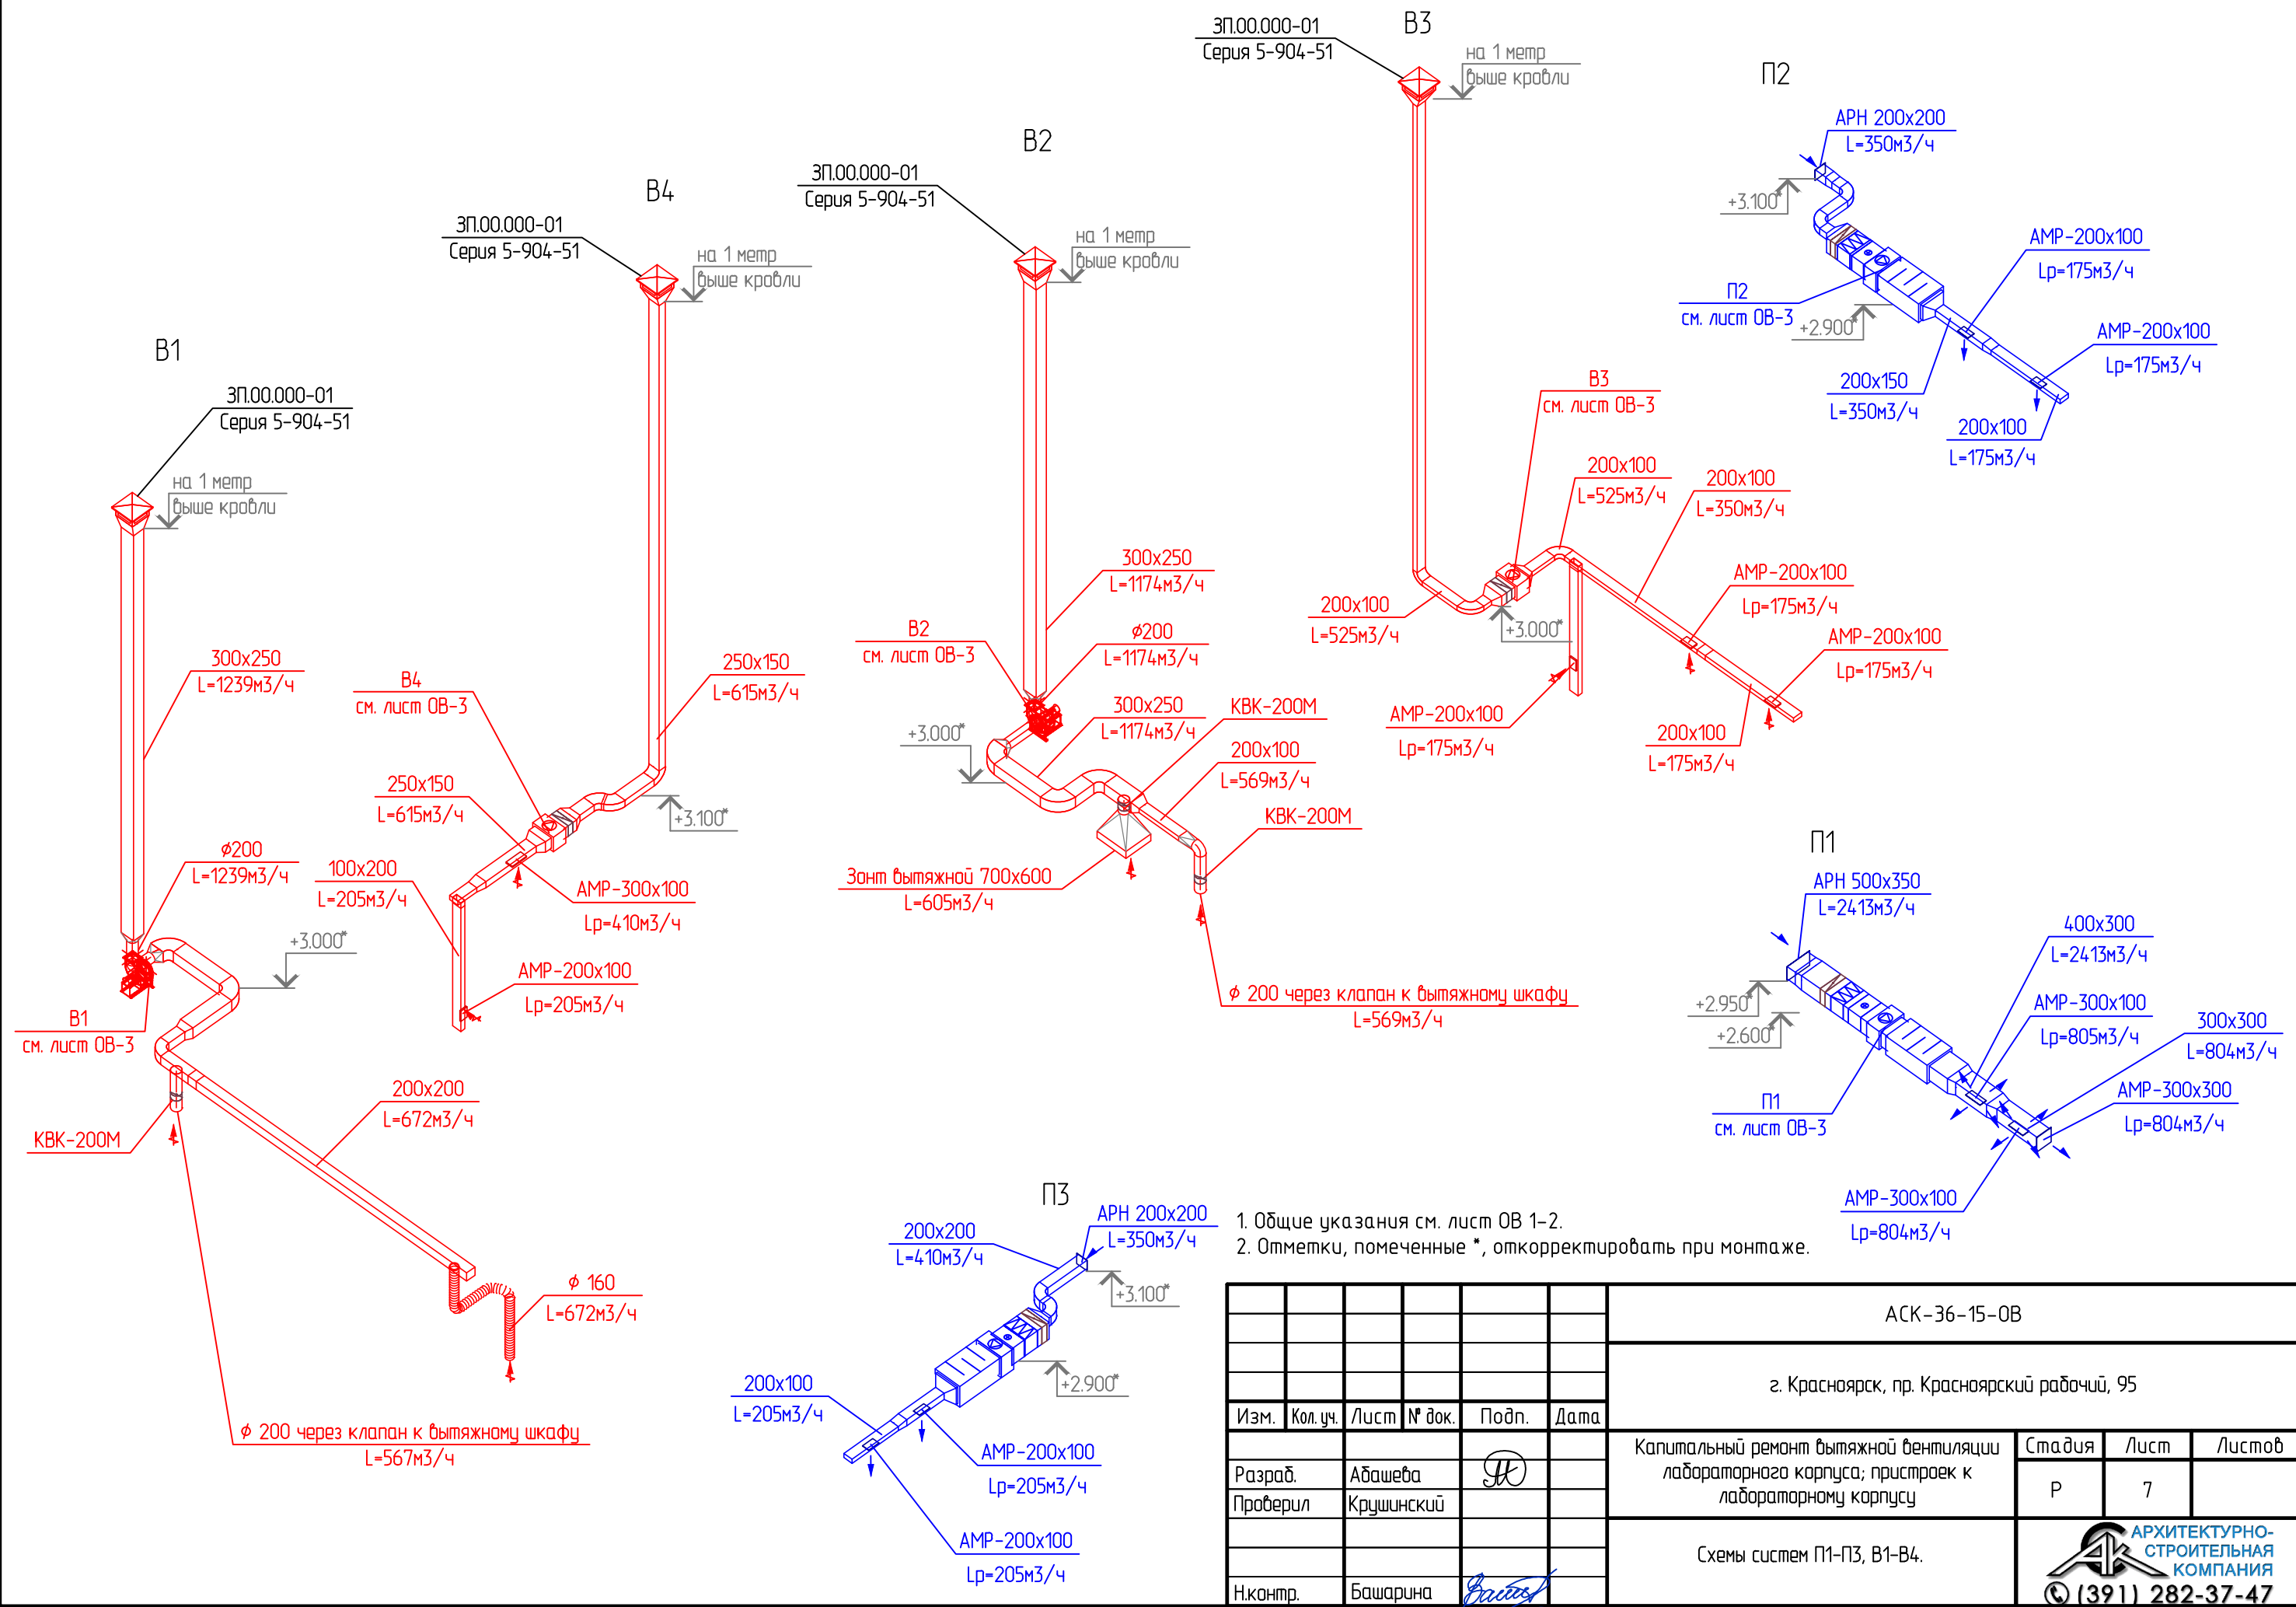 В1
ЗП.00.000-01
Серия 5-904-51
на 1 метр
выше кровли
300х250
L=1239м3/ч
ϕ200
L=1239м3/ч
+3.000*
В1
см. лист ОВ-3
КВК-200М
200х200
L=672м3/ч
ϕ 160
L=672м3/ч
ϕ 200 через клапан к вытяжному шкафу
L=567м3/ч
В4
ЗП.00.000-01
Серия 5-904-51
на 1 метр
выше кровли
250х150
L=615м3/ч
В4
см. лист ОВ-3
250х150
L=615м3/ч
+3.100*
100х200
L=205м3/ч
АМР-300х100
Lр=410м3/ч
АМР-200х100
Lр=205м3/ч
В2
ЗП.00.000-01
Серия 5-904-51
на 1 метр
выше кровли
300х250
L=1174м3/ч
В2
см. лист ОВ-3
ϕ200
L=1174м3/ч
+3.000*
300х250
L=1174м3/ч
КВК-200М
200х100
L=569м3/ч
КВК-200М
Зонт вытяжной 700х600
L=605м3/ч
ϕ 200 через клапан к вытяжному шкафу
L=569м3/ч
В3
ЗП.00.000-01
Серия 5-904-51
на 1 метр
выше кровли
В3
см. лист ОВ-3
200х100
L=525м3/ч
200х100
L=350м3/ч
200х100
L=525м3/ч
+3.000*
АМР-200х100
Lр=175м3/ч
АМР-200х100
Lр=175м3/ч
АМР-200х100
Lр=175м3/ч
200х100
L=175м3/ч
П2
АРН 200х200
L=350м3/ч
+3.100*
АМР-200х100
Lр=175м3/ч
П2
см. лист ОВ-3
+2.900*
АМР-200х100
Lр=175м3/ч
200х150
L=350м3/ч
200х100
L=175м3/ч
П1
АРН 500х350
L=2413м3/ч
400х300
L=2413м3/ч
+2.950*
+2.600*
АМР-300х100
Lр=805м3/ч
300х300
L=804м3/ч
П1
см. лист ОВ-3
АМР-300х300
Lр=804м3/ч
АМР-300х100
Lр=804м3/ч
П3
200х200
L=410м3/ч
АРН 200х200
L=350м3/ч
+3.100*
+2.900*
200х100
L=205м3/ч
АМР-200х100
Lр=205м3/ч
АМР-200х100
Lр=205м3/ч
1. Общие указания см. лист ОВ 1-2.
2. Отметки, помеченные *, откорректировать при монтаже.
АСК-36-15-ОВ
г. Красноярск, пр. Красноярский рабочий, 95
Изм. Кол. уч. Лист № док. Подп. Дата
Разраб. Абашева
Проверил Крушинский
Н.контр. Башарина
Капитальный ремонт вытяжной вентиляции
лабораторного корпуса; пристроек к
лабораторному корпусу
Стадия Лист Листов
Р 7
Схемы систем П1-П3, В1-В4.
АСК
АРХИТЕКТУРНО-
СТРОИТЕЛЬНАЯ
КОМПАНИЯ
(391) 282-37-47